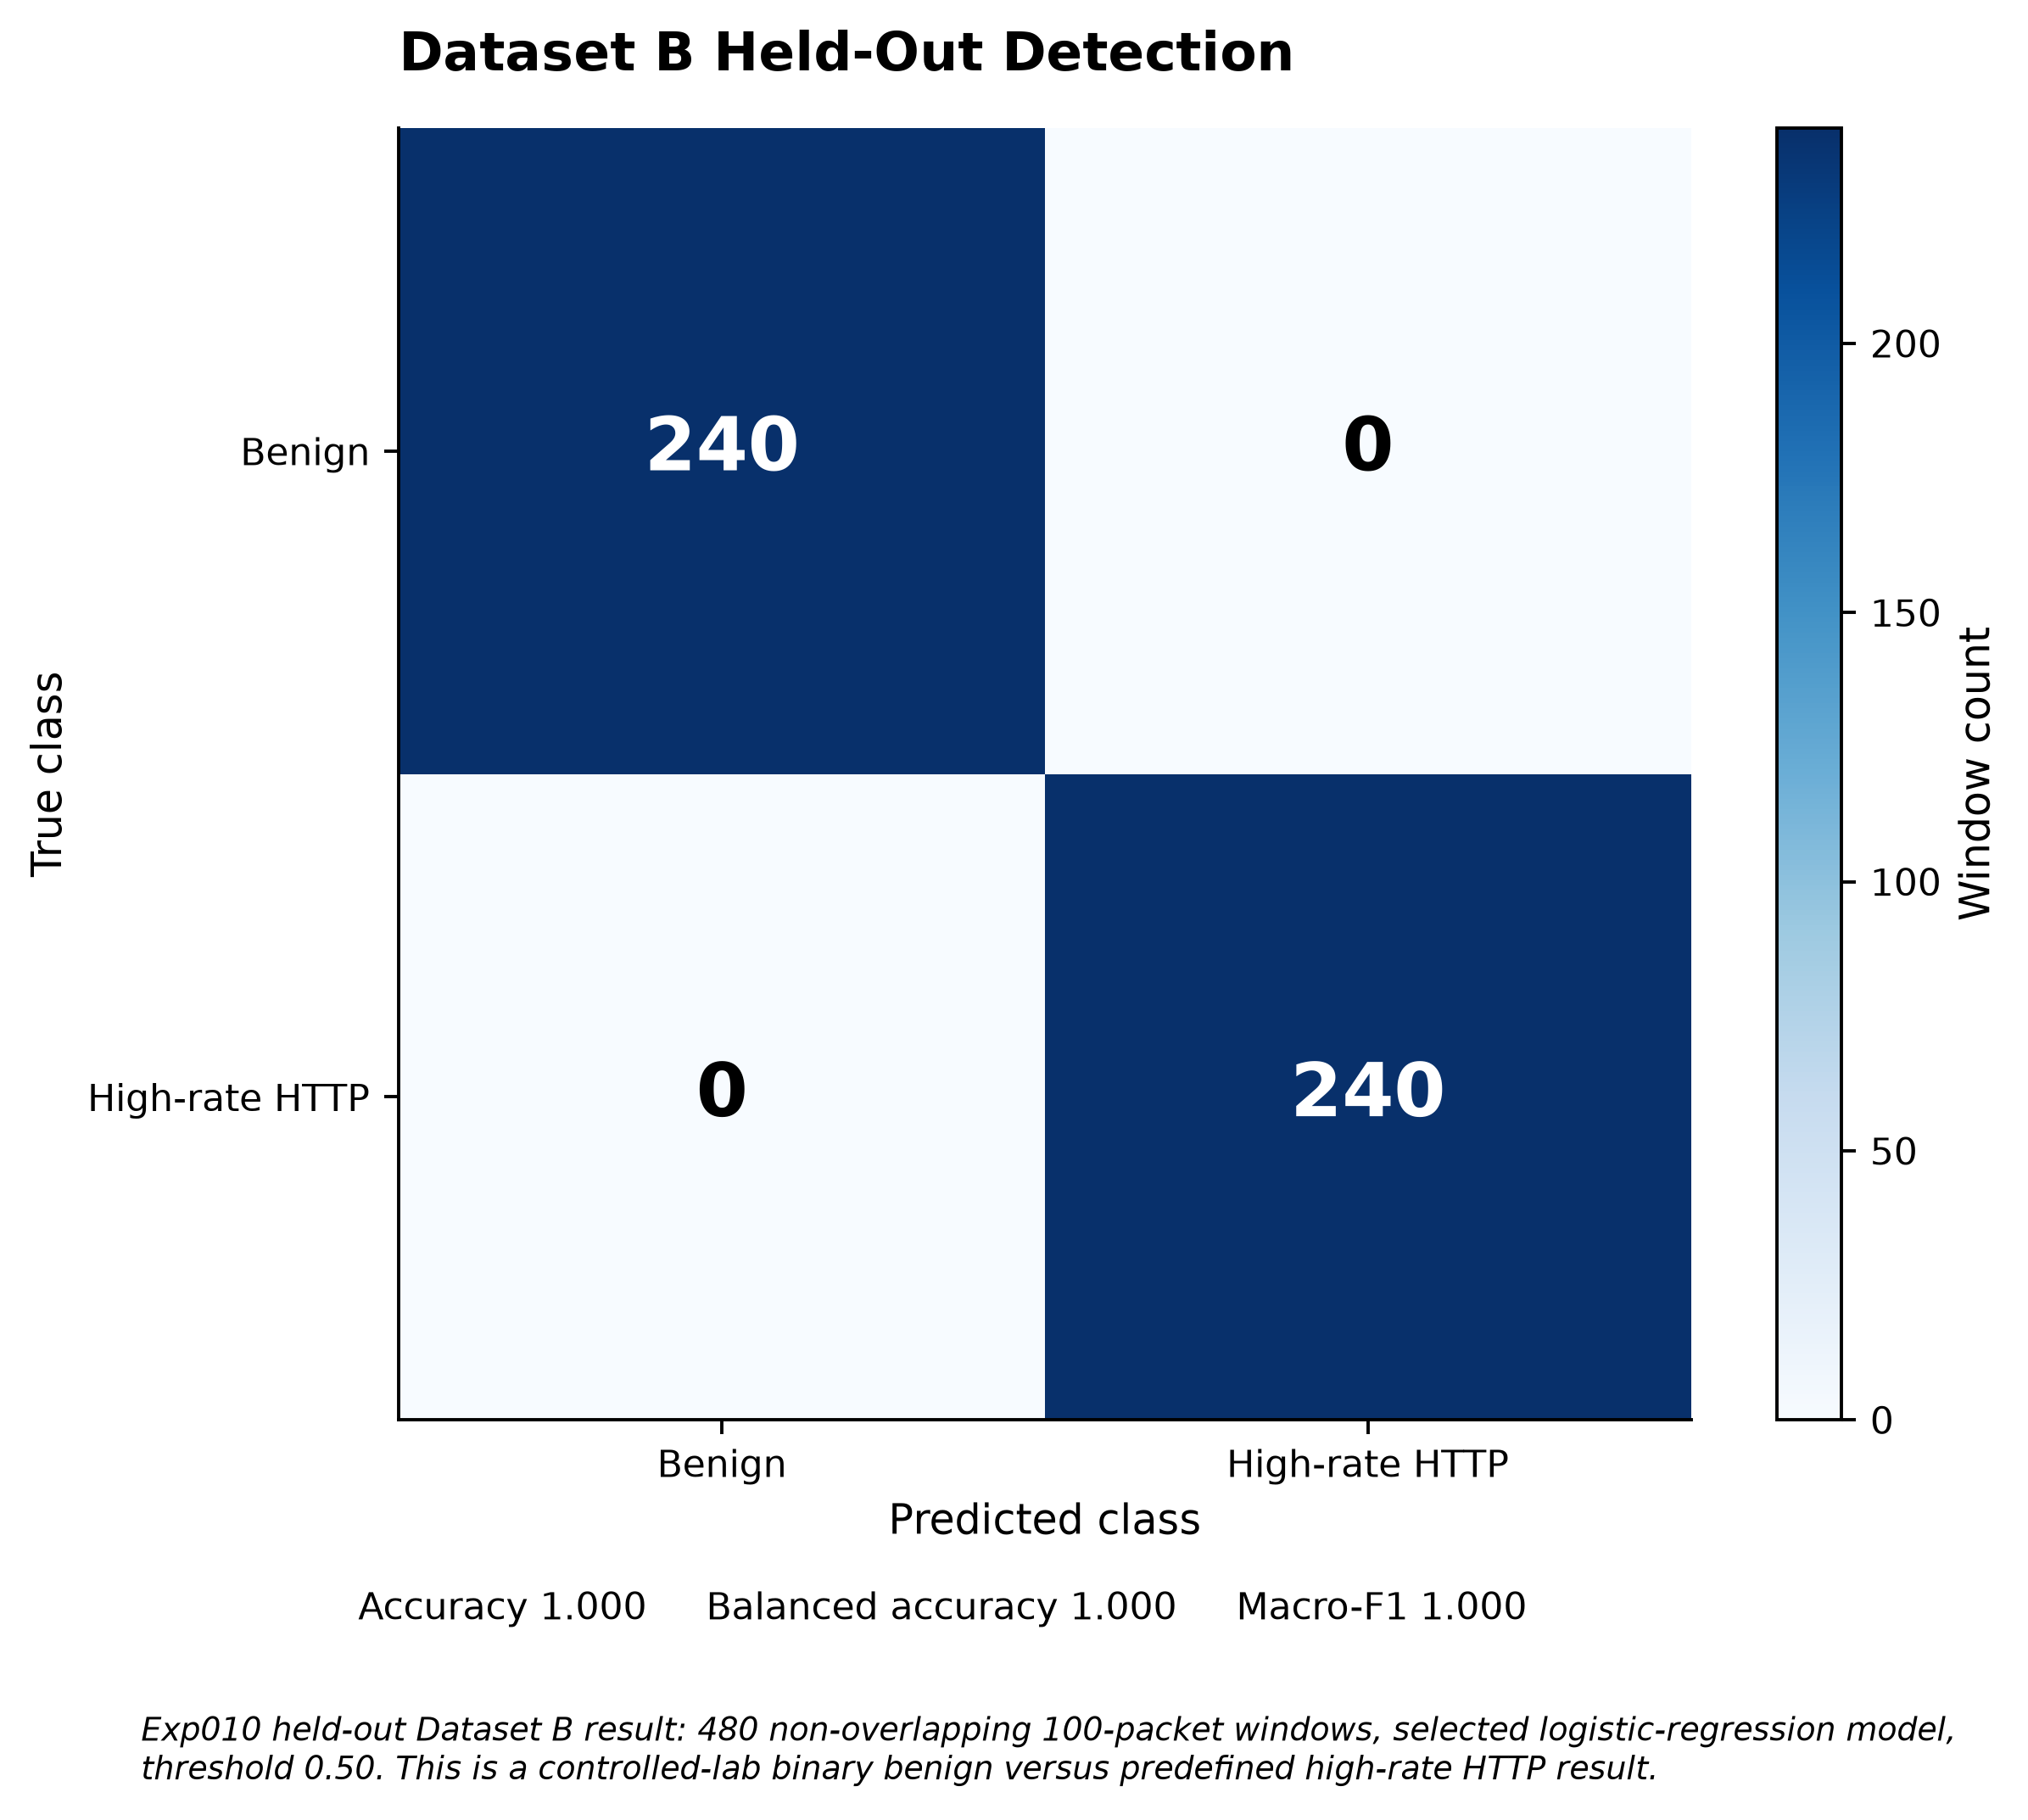 Dataset B Held-Out Detection
True class
Benign
240
0
High-rate HTTP
0
240
Benign
High-rate HTTP
Predicted class
200
150
100
50
0
Window count
Accuracy 1.000 Balanced accuracy 1.000 Macro-F1 1.000
Exp010 held-out Dataset B result: 480 non-overlapping 100-packet windows, selected logistic-regression model,
threshold 0.50. This is a controlled-lab binary benign versus predefined high-rate HTTP result.